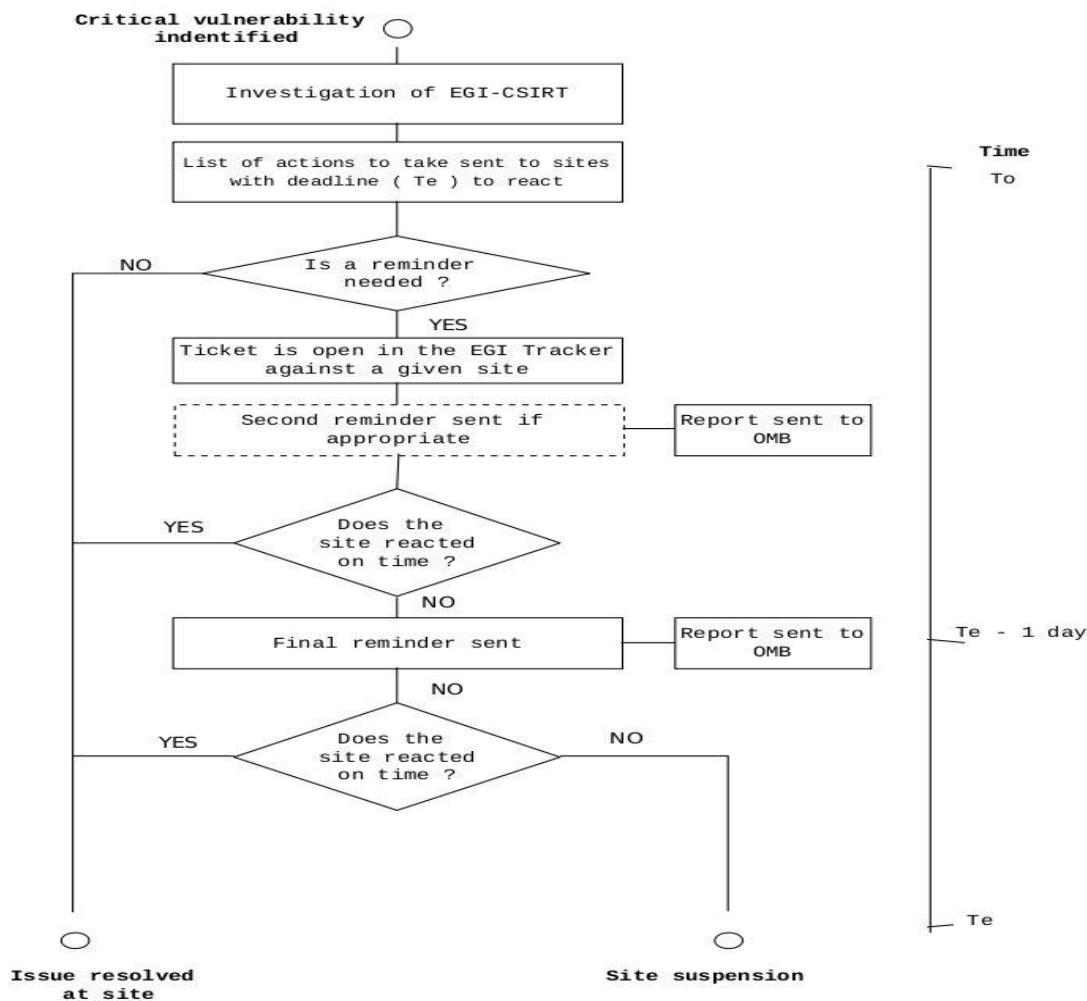 Critical vulnerability
indentified
Investigation of EGI-CSIRT
List of actions to take sent to sites
with deadline ( Te ) to react
Time
To
NO
Is a reminder
needed ?
YES
Ticket is open in the EGI Tracker
against a given site
Second reminder sent if
appropriate
Report sent to
OMB
YES
Does the
site reacted
on time ?
NO
Final reminder sent
Report sent to
OMB
Te - 1 day
NO
YES
Does the
site reacted
on time ?
NO
Te
Issue resolved
at site
Site suspension